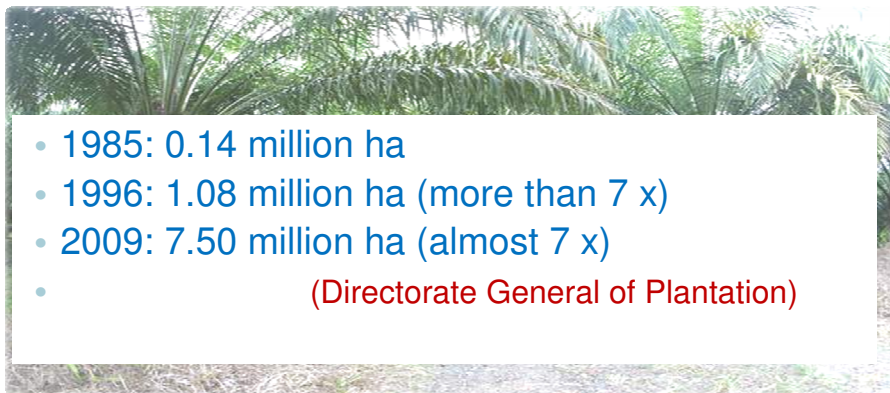 • 1985: 0.14 million ha
• 1996: 1.08 million ha (more than 7 x)
• 2009: 7.50 million ha (almost 7 x)
• (Directorate General of Plantation)